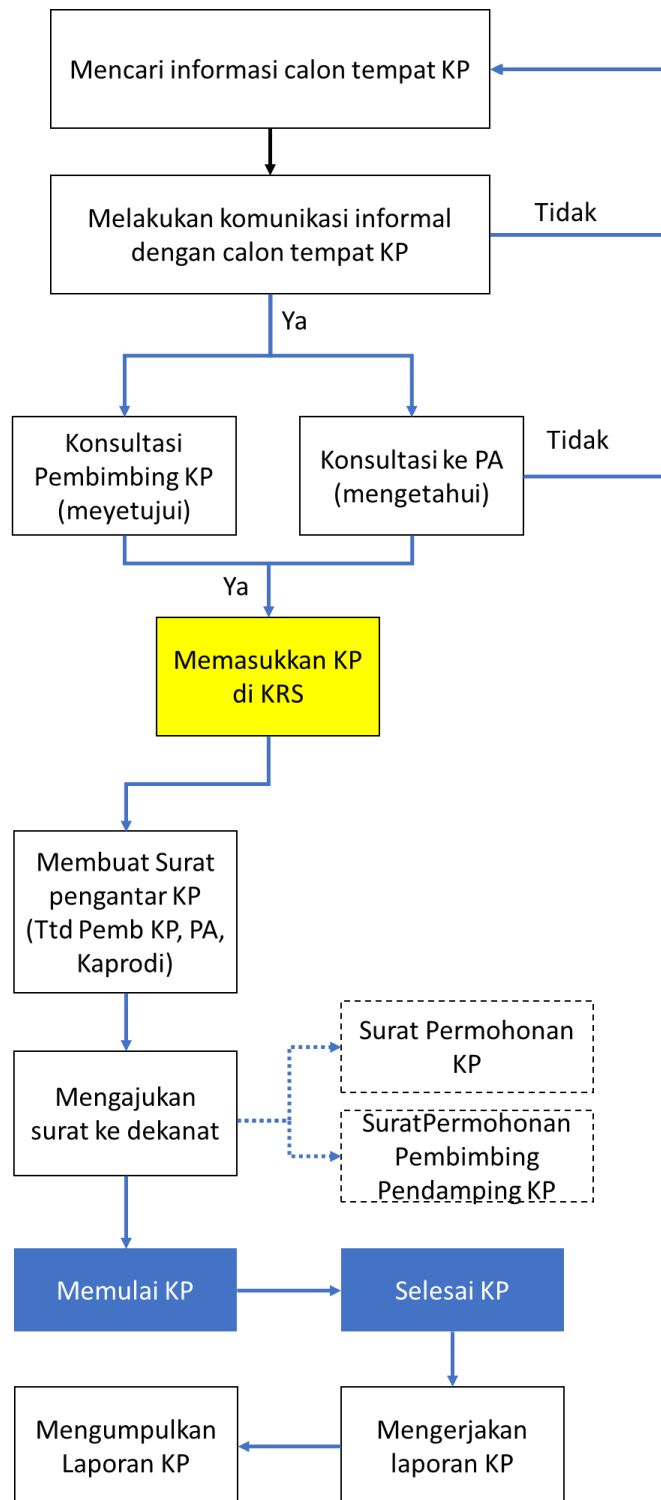 Mencari informasi calon tempat KP
Melakukan komunikasi informal
dengan calon tempat KP
Tidak
Ya
Konsultasi
Pembimbing KP
(meyetujui)
Konsultasi ke PA
(mengetahui)
Tidak
Ya
Memasukkan KP
di KRS
Membuat Surat
pengantar KP
(Ttd Pemb KP, PA,
Kaprodi)
Mengajukan
surat ke dekanat
Surat Permohonan
KP
SuratPermohonan
Pembimbing
Pendamping KP
Memulai KP
Selesai KP
Mengumpulkan
Laporan KP
Mengerjakan
laporan KP